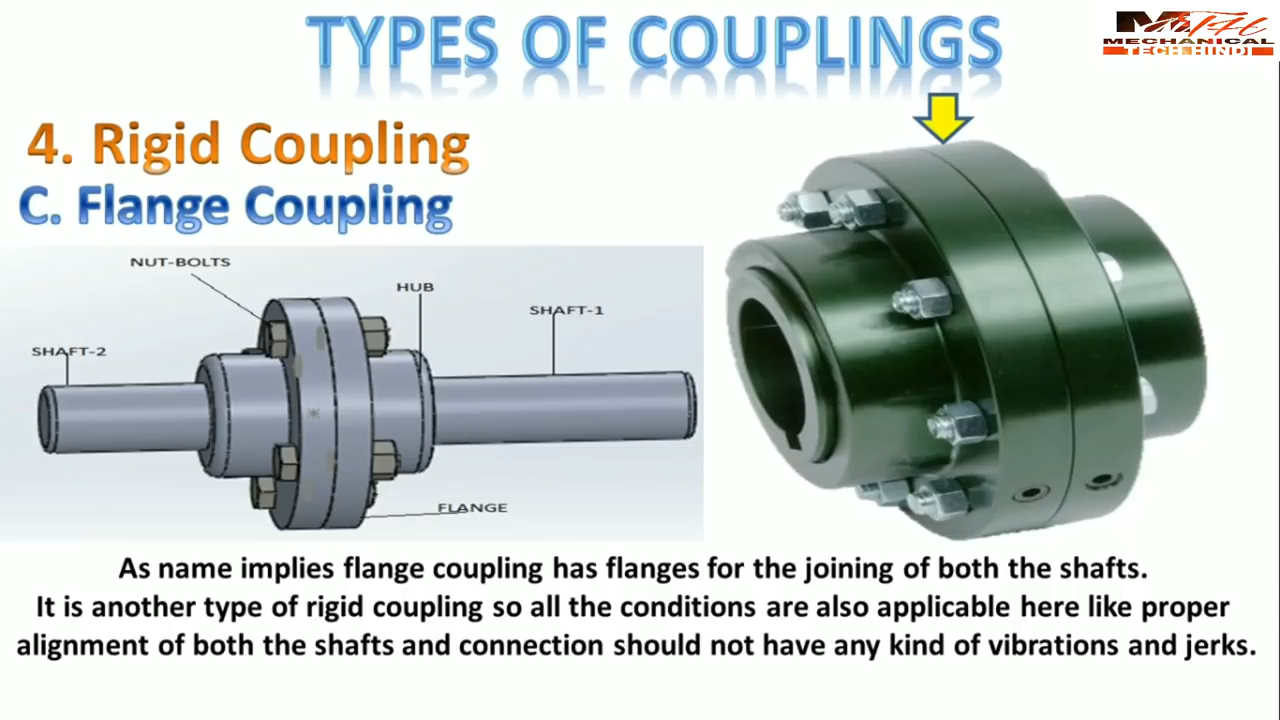 TYPES OF COUPLINGS
MECHANICAL
TECH HINDI
4. Rigid Coupling
C. Flange Coupling
NUT-BOLTS
HUB
SHAFT-1
SHAFT-2
FLANGE
As name implies flange coupling has flanges for the joining of both the shafts.
It is another type of rigid coupling so all the conditions are also applicable here like proper
alignment of both the shafts and connection should not have any kind of vibrations and jerks.